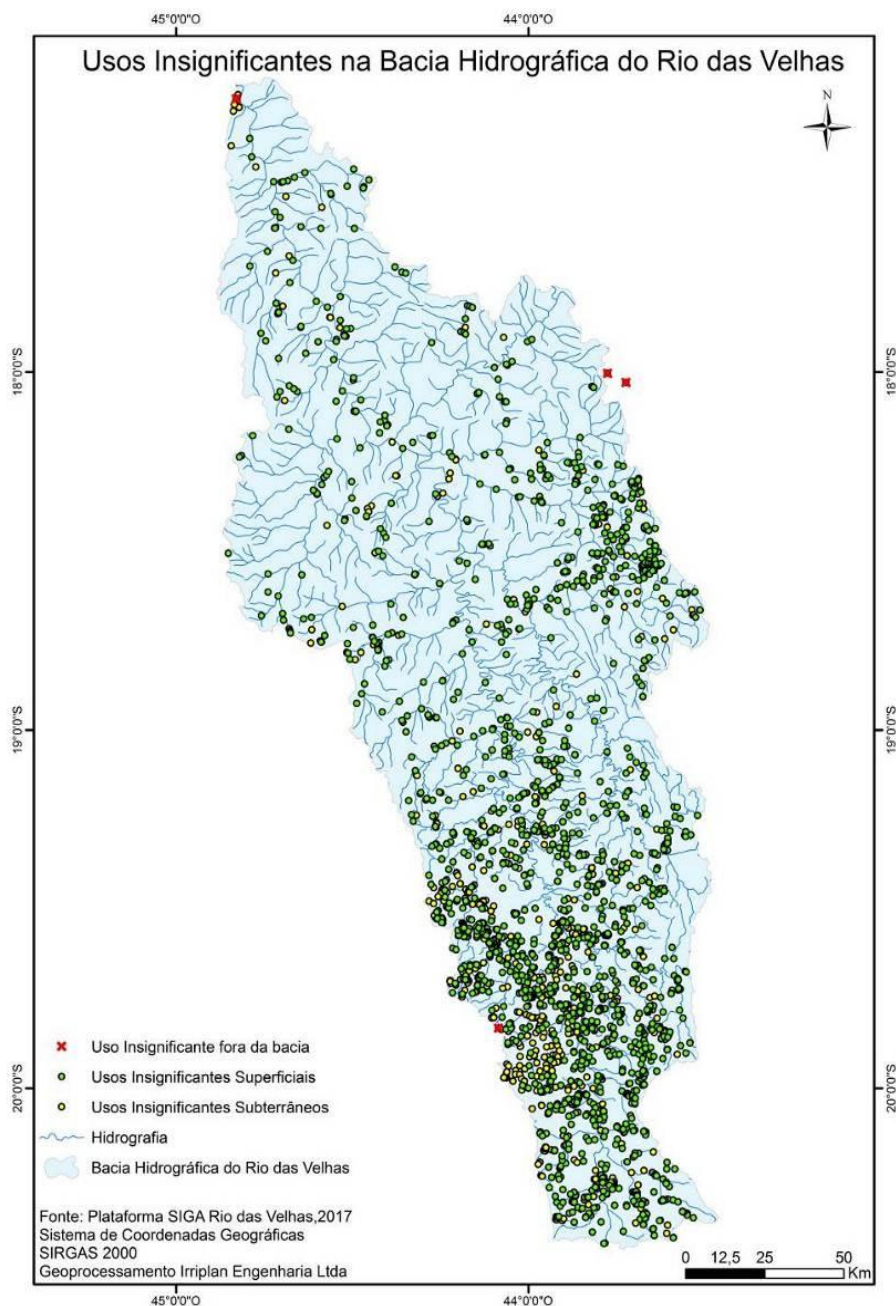 45°0'0"O 44°0'0"O
Usos Insignificantes na Bacia Hidrográfica do Rio das Velhas
N
18°0'0"S 18°0'0"S
19°0'0"S 19°0'0"S
Uso Insignificante fora da bacia
Usos Insignificantes Superficiais
20°0'0"S 20°0'0"S
Usos Insignificantes Subterrâneos
Hidrografia
Bacia Hidrográfica do Rio das Velhas
Fonte: Plataforma SIGA Rio das Velhas,2017
Sistema de Coordenadas Geográficas
SIRGAS 2000
Geoprocessamento Irriplan Engenharia Ltda
0 12,5 25 50
Km
45°0'0"O 44°0'0"O